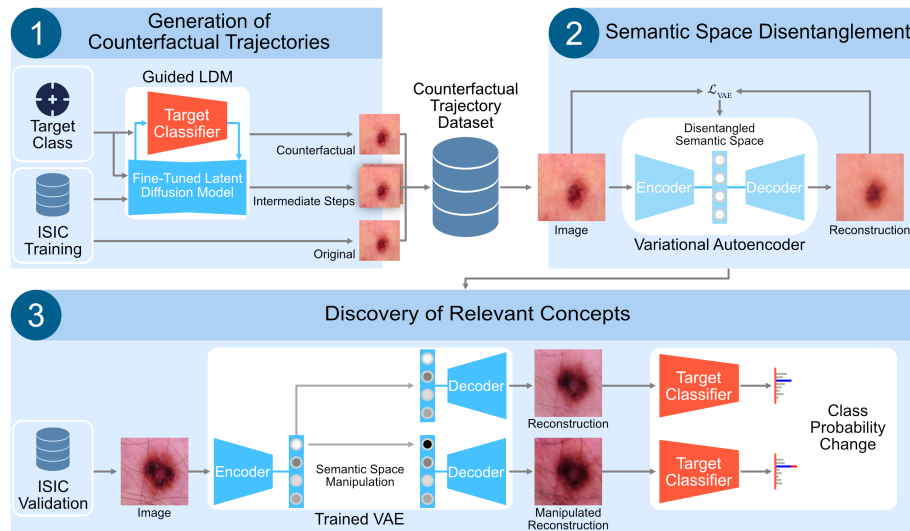 1
Generation of
Counterfactual Trajectories
Target
Class
ISIC
Training
Guided LDM
Target
Classifier
Fine-Tuned Latent
Diffusion Model
Counterfactual
Intermediate Steps
Original
Counterfactual
Trajectory
Dataset
2
Semantic Space Disentanglement
ℒVAE
Disentangled
Semantic Space
Encoder
Decoder
Image
Variational Autoencoder
Reconstruction
3
Discovery of Relevant Concepts
ISIC
Validation
Image
Encoder
Semantic Space
Manipulation
Trained VAE
Decoder
Decoder
Reconstruction
Manipulated
Reconstruction
Target
Classifier
Target
Classifier
Class
Probability
Change